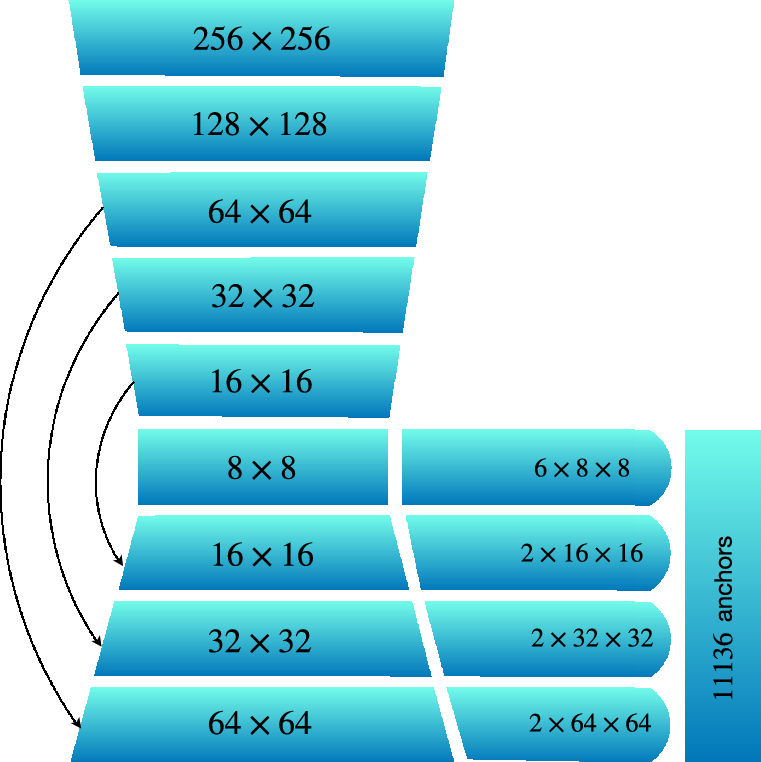 256 × 256
128 × 128
64 × 64
32 × 32
16 × 16
8 × 8
6 × 8 × 8
16 × 16
2 × 16 × 16
32 × 32
2 × 32 × 32
64 × 64
2 × 64 × 64
11136 anchors